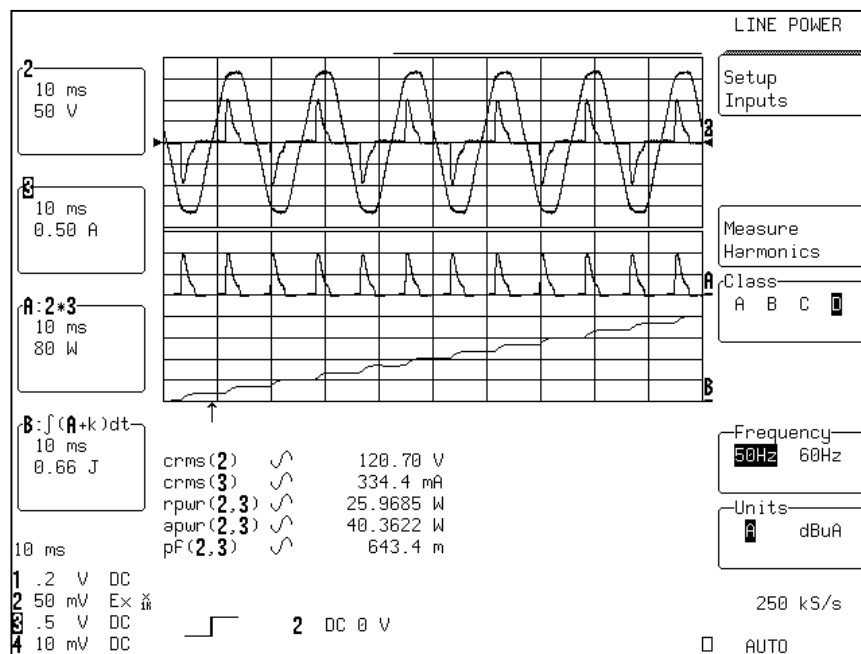 LINE POWER
2
10 ms
50 V
3
10 ms
0.50 A
A:2*3
10 ms
80 W
B:∫(A+k)dt
10 ms
0.66 J
3
A
B
Setup
Inputs
Measure
Harmonics
Class
A B C D
Frequency
50Hz 60Hz
Units
A dBuA
crms(2) 120.70 V
crms(3) 334.4 mA
rpwr(2,3) 25.9685 W
apwr(2,3) 40.3622 W
pf(2,3) 643.4 m
10 ms
1 .2 V DC
2 50 mV Ex
3 .5 V DC
4 10 mV DC
2 DC 0 V
250 kS/s
AUTO